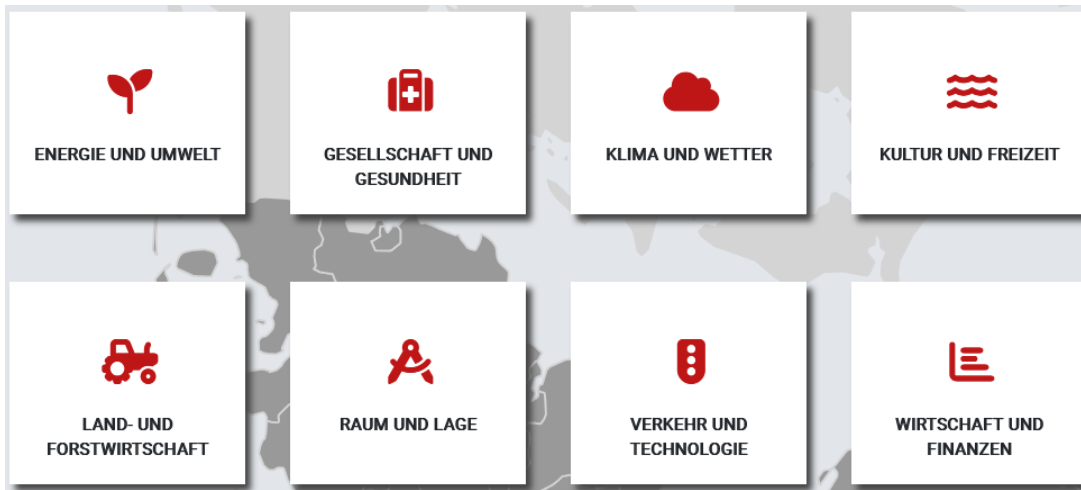 ENERGIE UND UMWELT
GESELLSCHAFT UND
GESUNDHEIT
KLIMA UND WETTER
KULTUR UND FREIZEIT
LAND- UND
FORSTWIRTSCHAFT
RAUM UND LAGE
VERKEHR UND
TECHNOLOGIE
WIRTSCHAFT UND
FINANZEN